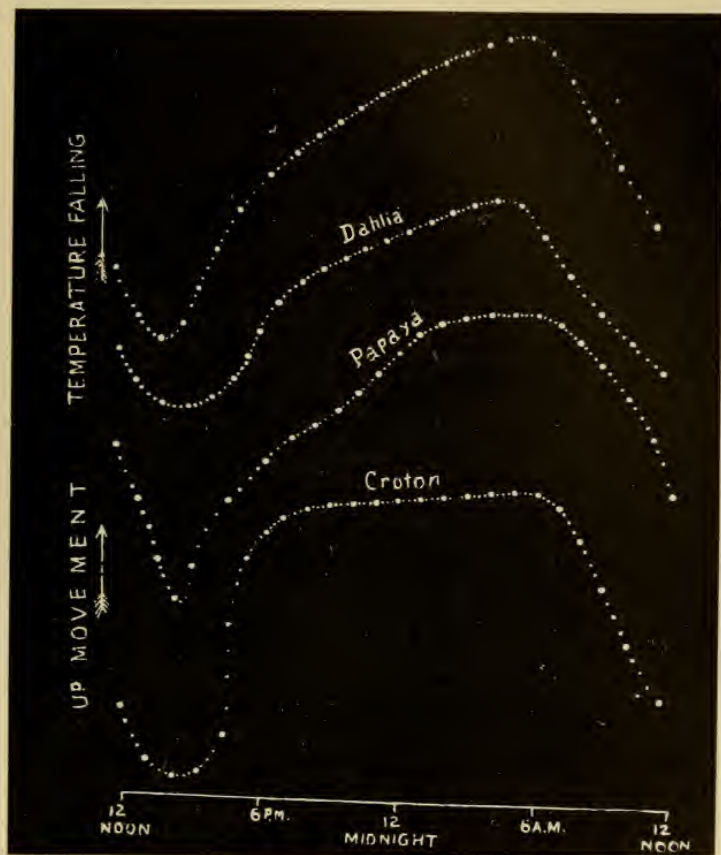 TEMPERATURE FALLING
Dahlia
Papaya
UP MOVEMENT
Croton
12
NOON
6 P.M.
12
MIDNIGHT
6 A.M.
12
NOON